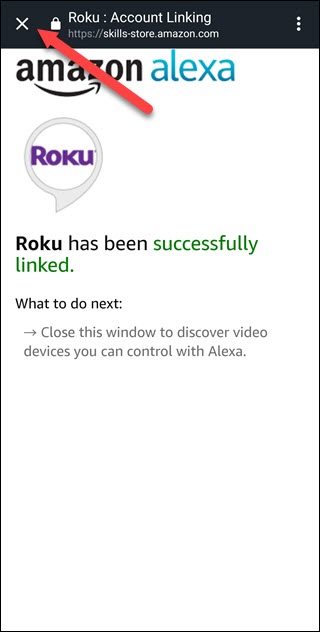 Roku : Account Linking
https://skills-store.amazon.com
amazon alexa
Roku
Roku has been successfully
linked.
What to do next:
→ Close this window to discover video
devices you can control with Alexa.